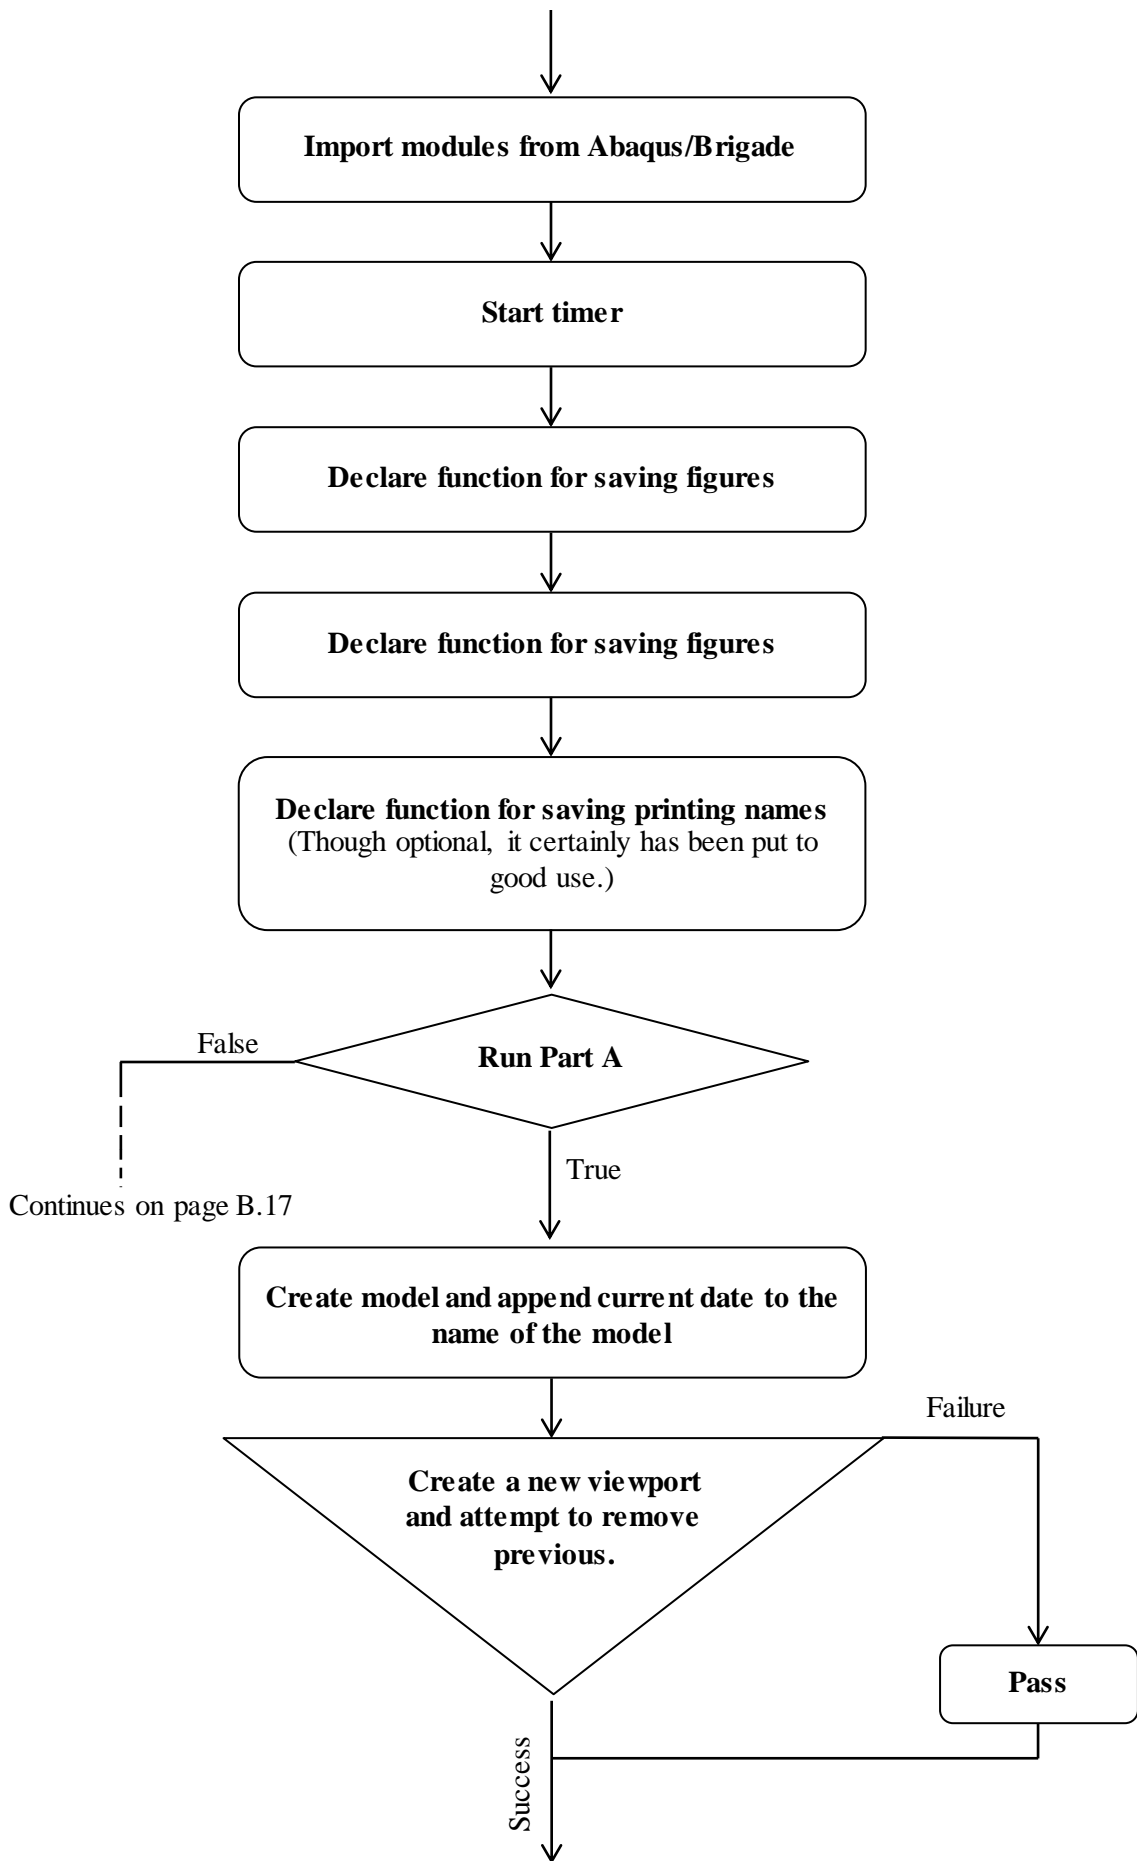 Import modules from Abaqus/Brigade
Start timer
Declare function for saving figures
Declare function for saving figures
Declare function for saving printing names
(Though optional, it certainly has been put to
good use.)
False
Run Part A
True
Continues on page B.17
Create model and append current date to the
name of the model
Failure
Create a new viewport
and attempt to remove
previous.
Pass
Success